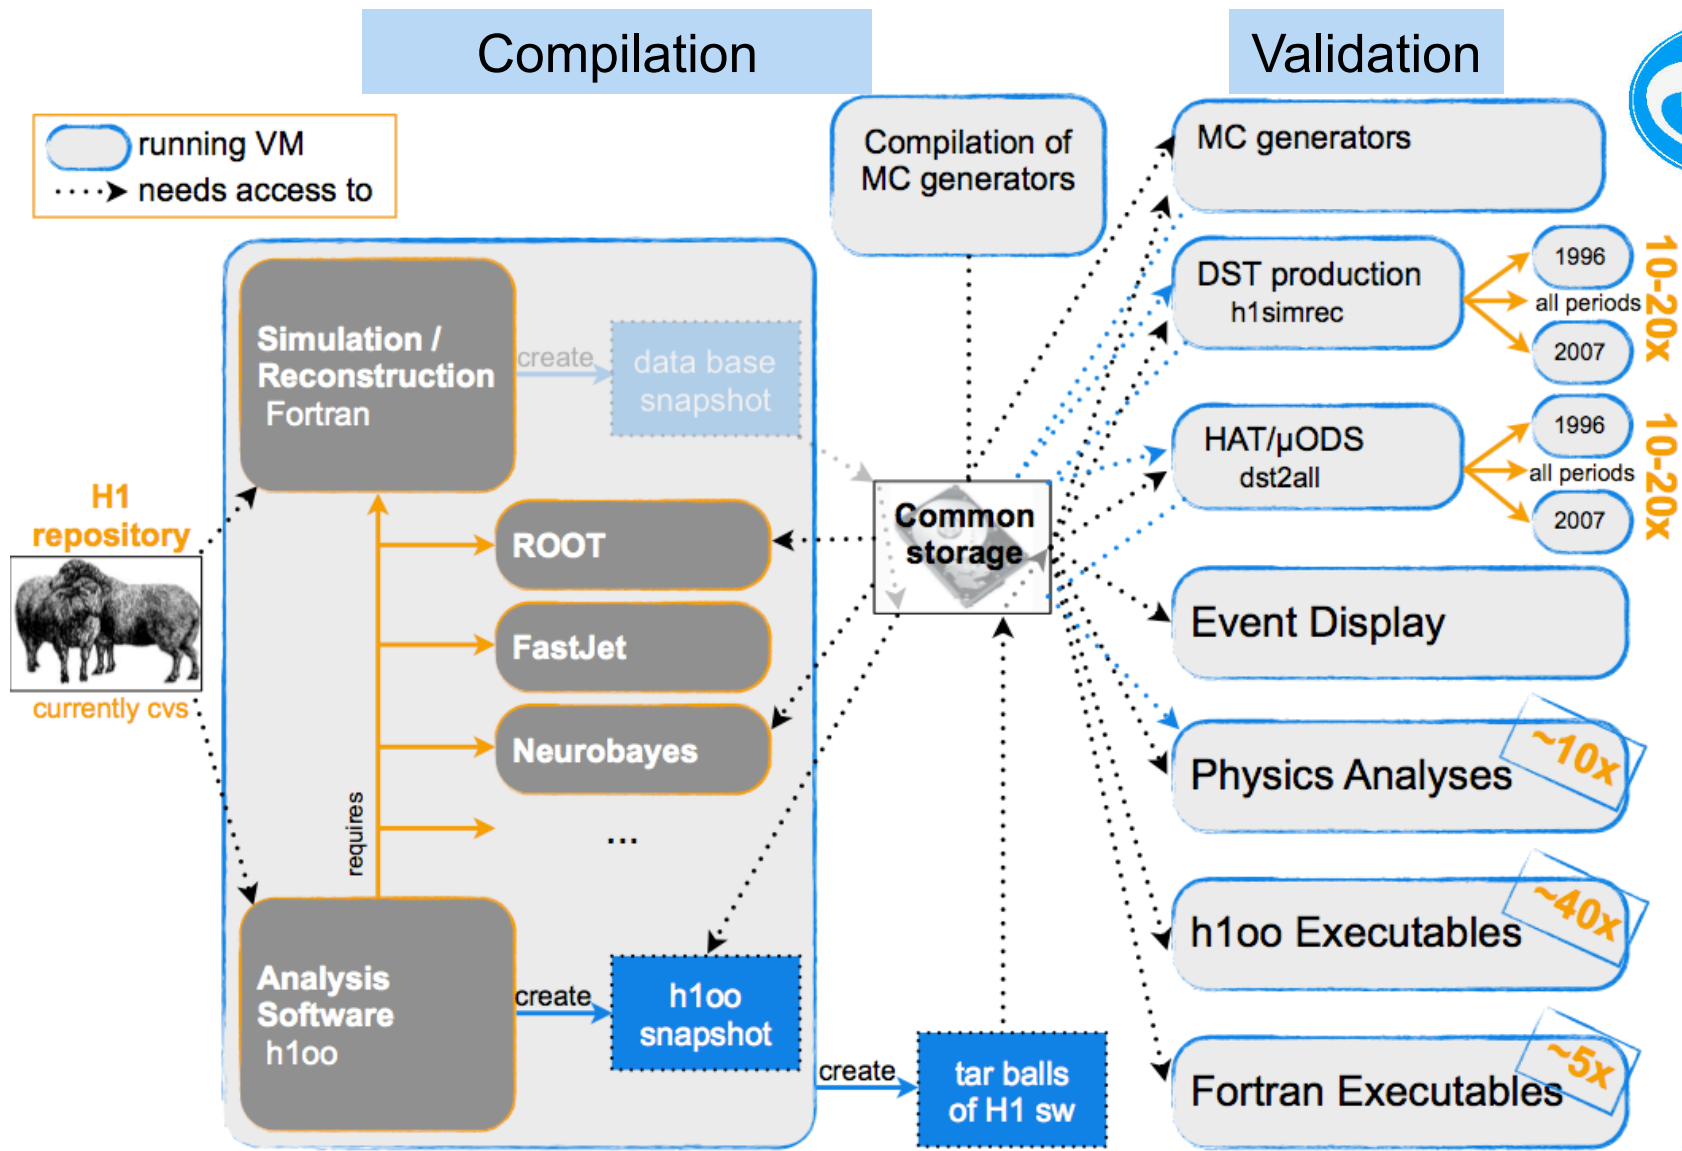 Compilation
Validation
running VM
needs access to
Compilation of
MC generators
MC generators
DST production
h1simrec
1996
all periods
2007
10-20x
HAT/µODS
dst2all
1996
all periods
2007
10-20x
Simulation /
Reconstruction
Fortran
create
data base
snapshot
H1
repository
currently cvs
ROOT
FastJet
Neurobayes
...
requires
Common
storage
Event Display
Physics Analyses
~10x
h1oo Executables
~40x
Analysis
Software
h1oo
create
h1oo
snapshot
create
tar balls
of H1 sw
Fortran Executables
~5x